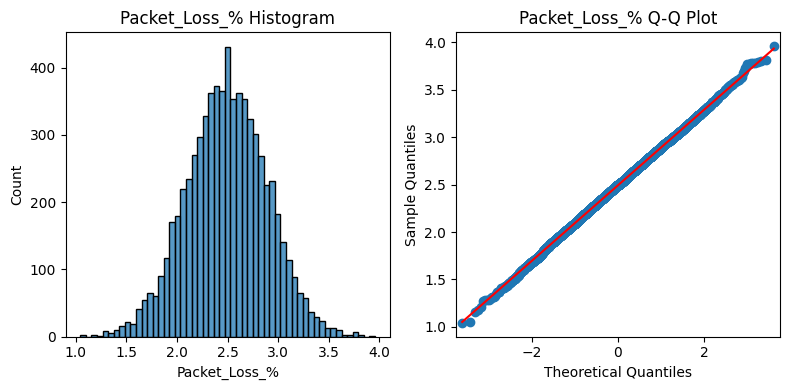 Packet_Loss_% Histogram
Count
400
300
200
100
0
1.0 1.5 2.0 2.5 3.0 3.5 4.0
Packet_Loss_%
Packet_Loss_% Q-Q Plot
Sample Quantiles
4.0
3.5
3.0
2.5
2.0
1.5
1.0
−2 0 2
Theoretical Quantiles